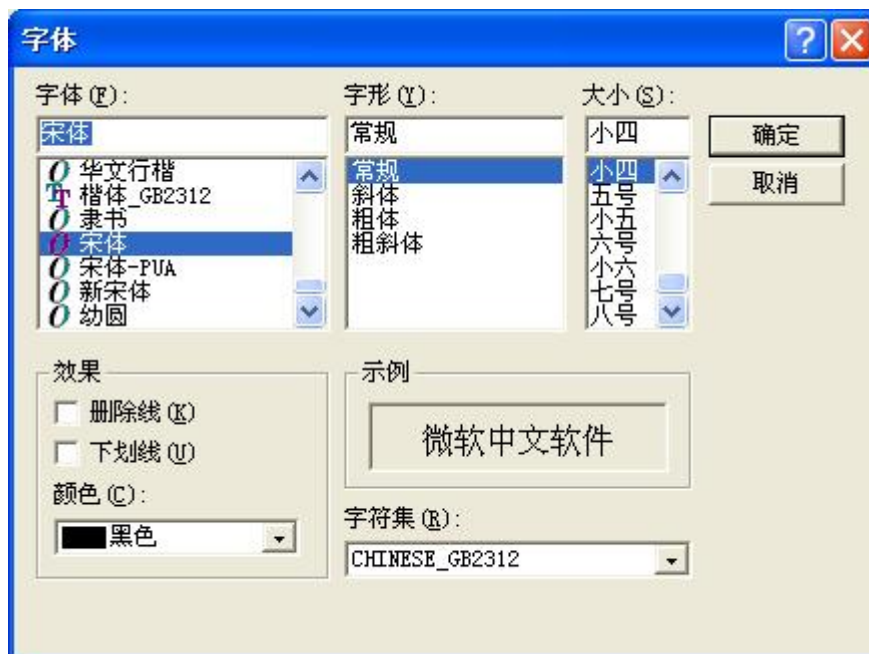 字体
字体(F):
宋体
华文行楷
楷体_GB2312
隶书
宋体
宋体-PUA
新宋体
幼圆
字形(Y):
常规
常规
斜体
粗体
粗斜体
大小(S):
小四
小四
五号
小五
六号
小六
七号
八号
确定
取消
效果
删除线(K)
下划线(U)
颜色(C):
黑色
示例
微软中文软件
字符集(R):
CHINESE_GB2312